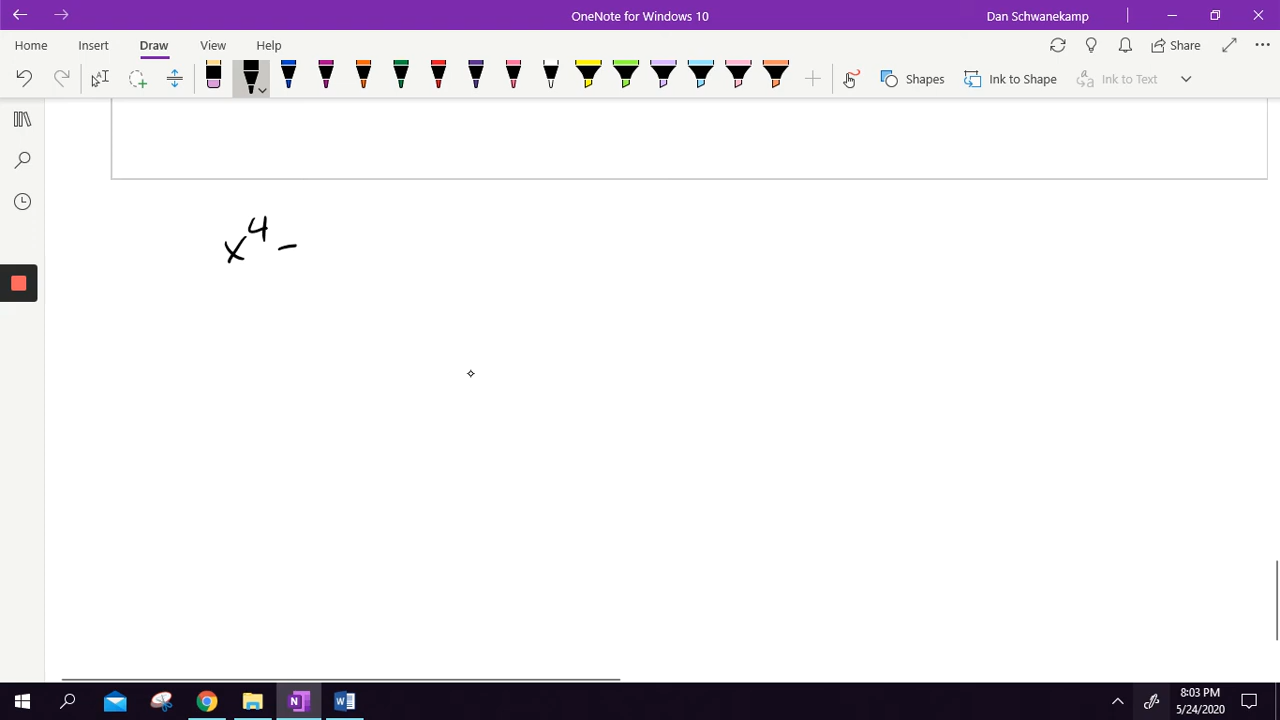 OneNote for Windows 10
Dan Schwanekamp
Home Insert Draw View Help
Share
Shapes
Ink to Shape
Ink to Text
x⁴ −
8:03 PM
5/24/2020